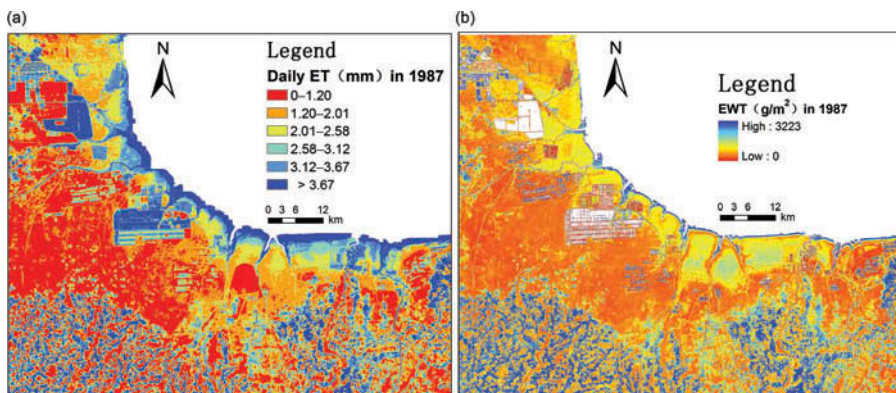 (a)
N
Legend
Daily ET（mm）in 1987
0–1.20
1.20–2.01
2.01–2.58
2.58–3.12
3.12–3.67
> 3.67
0 3 6 12
km
(b)
N
Legend
EWT（g/m²）in 1987
High : 3223
Low : 0
0 3 6 12
km